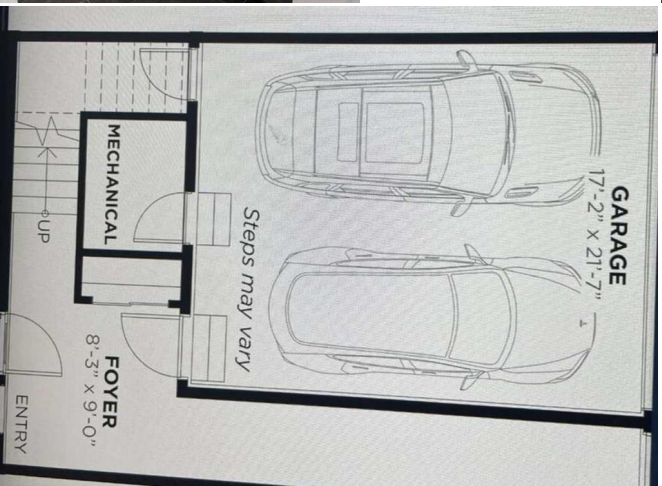 GARAGE
17'-2" x 21'-7"
Steps may vary
MECHANICAL
UP
FOYER
8'-3" x 9'-0"
ENTRY